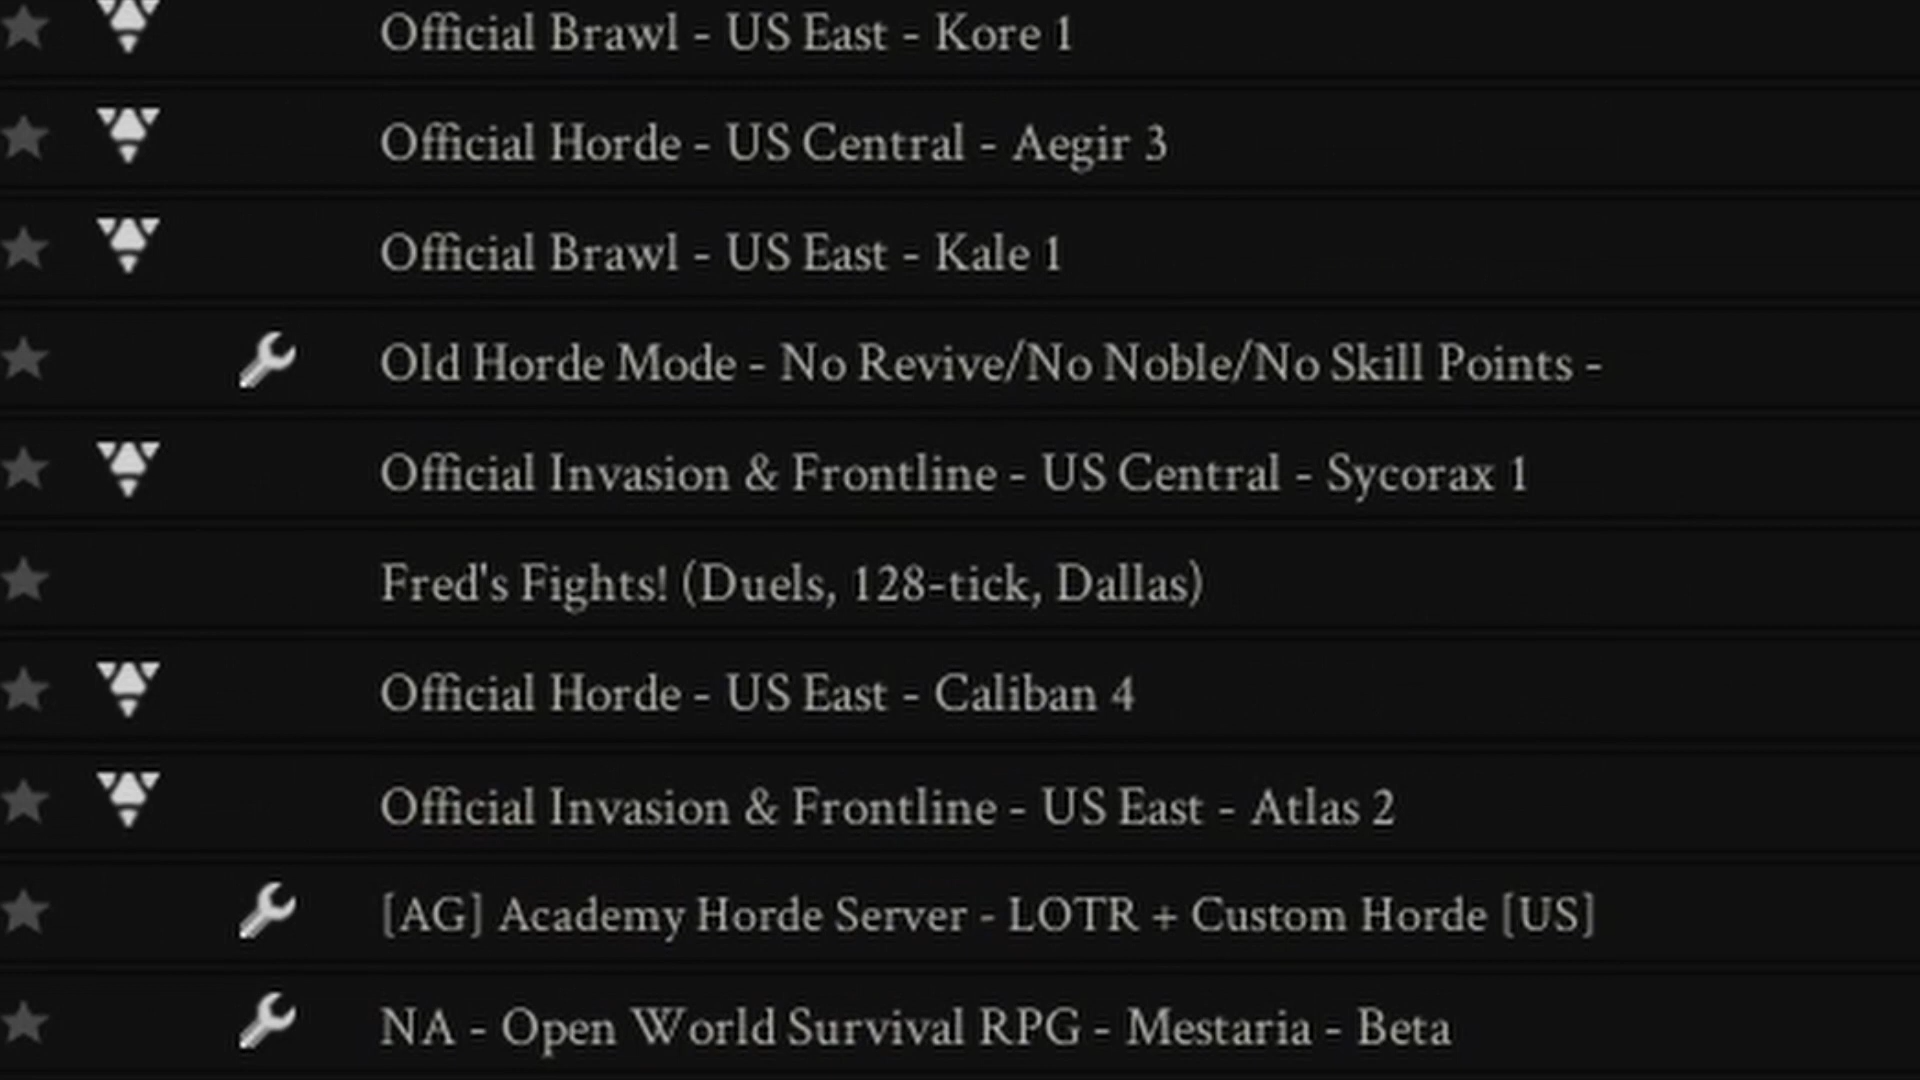 Official Brawl - US East - Kore 1
Official Horde - US Central - Aegir 3
Official Brawl - US East - Kale 1
Old Horde Mode - No Revive/No Noble/No Skill Points -
Official Invasion & Frontline - US Central - Sycorax 1
Fred's Fights! (Duels, 128-tick, Dallas)
Official Horde - US East - Caliban 4
Official Invasion & Frontline - US East - Atlas 2
[AG] Academy Horde Server - LOTR + Custom Horde [US]
NA - Open World Survival RPG - Mestaria - Beta